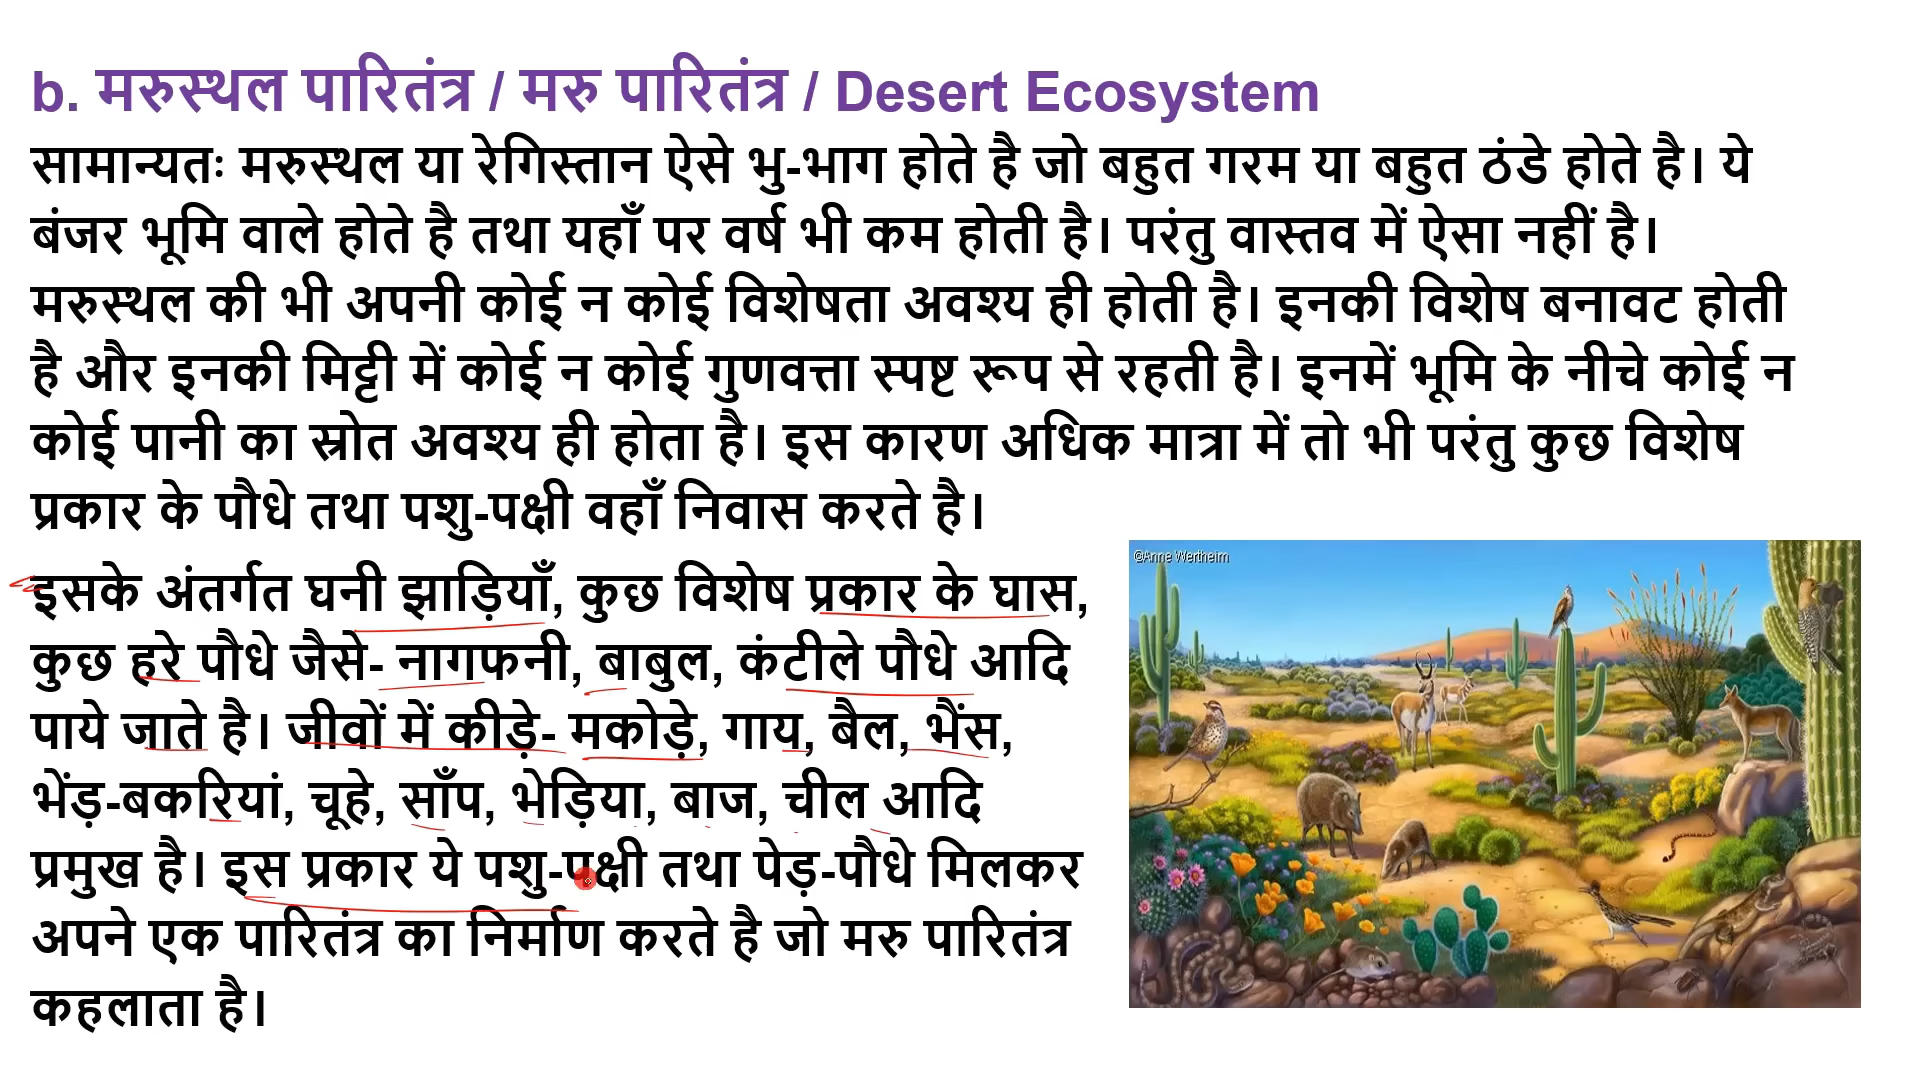 b. मरुस्थल पारितंत्र / मरु पारितंत्र / Desert Ecosystem
सामान्यतः मरुस्थल या रेगिस्तान ऐसे भु-भाग होते है जो बहुत गरम या बहुत ठंडे होते है। ये
बंजर भूमि वाले होते है तथा यहाँ पर वर्ष भी कम होती है। परंतु वास्तव में ऐसा नहीं है।
मरुस्थल की भी अपनी कोई न कोई विशेषता अवश्य ही होती है। इनकी विशेष बनावट होती
है और इनकी मिट्टी में कोई न कोई गुणवत्ता स्पष्ट रूप से रहती है। इनमें भूमि के नीचे कोई न
कोई पानी का स्रोत अवश्य ही होता है। इस कारण अधिक मात्रा में तो भी परंतु कुछ विशेष
प्रकार के पौधे तथा पशु-पक्षी वहाँ निवास करते है।
इसके अंतर्गत घनी झाड़ियाँ, कुछ विशेष प्रकार के घास,
कुछ हरे पौधे जैसे- नागफनी, बाबुल, कंटीले पौधे आदि
पाये जाते है। जीवों में कीड़े- मकोड़े, गाय, बैल, भैंस,
भेंड़-बकरियां, चूहे, साँप, भेड़िया, बाज, चील आदि
प्रमुख है। इस प्रकार ये पशु-पक्षी तथा पेड़-पौधे मिलकर
अपने एक पारितंत्र का निर्माण करते है जो मरु पारितंत्र
कहलाता है।
©Anne Wertheim